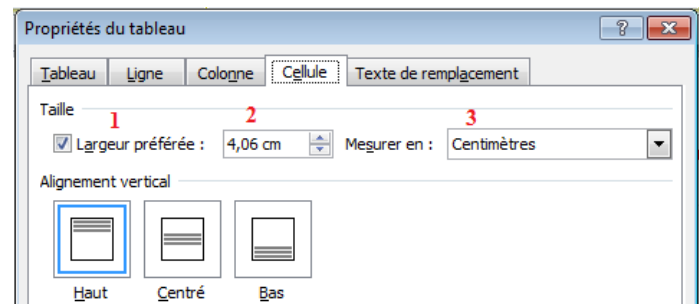 Propriétés du tableau
Tableau Ligne Colonne Cellule Texte de remplacement
Taille
1 2 3
Largeur préférée : 4,06 cm Mesurer en : Centimètres
Alignement vertical
Haut Centré Bas